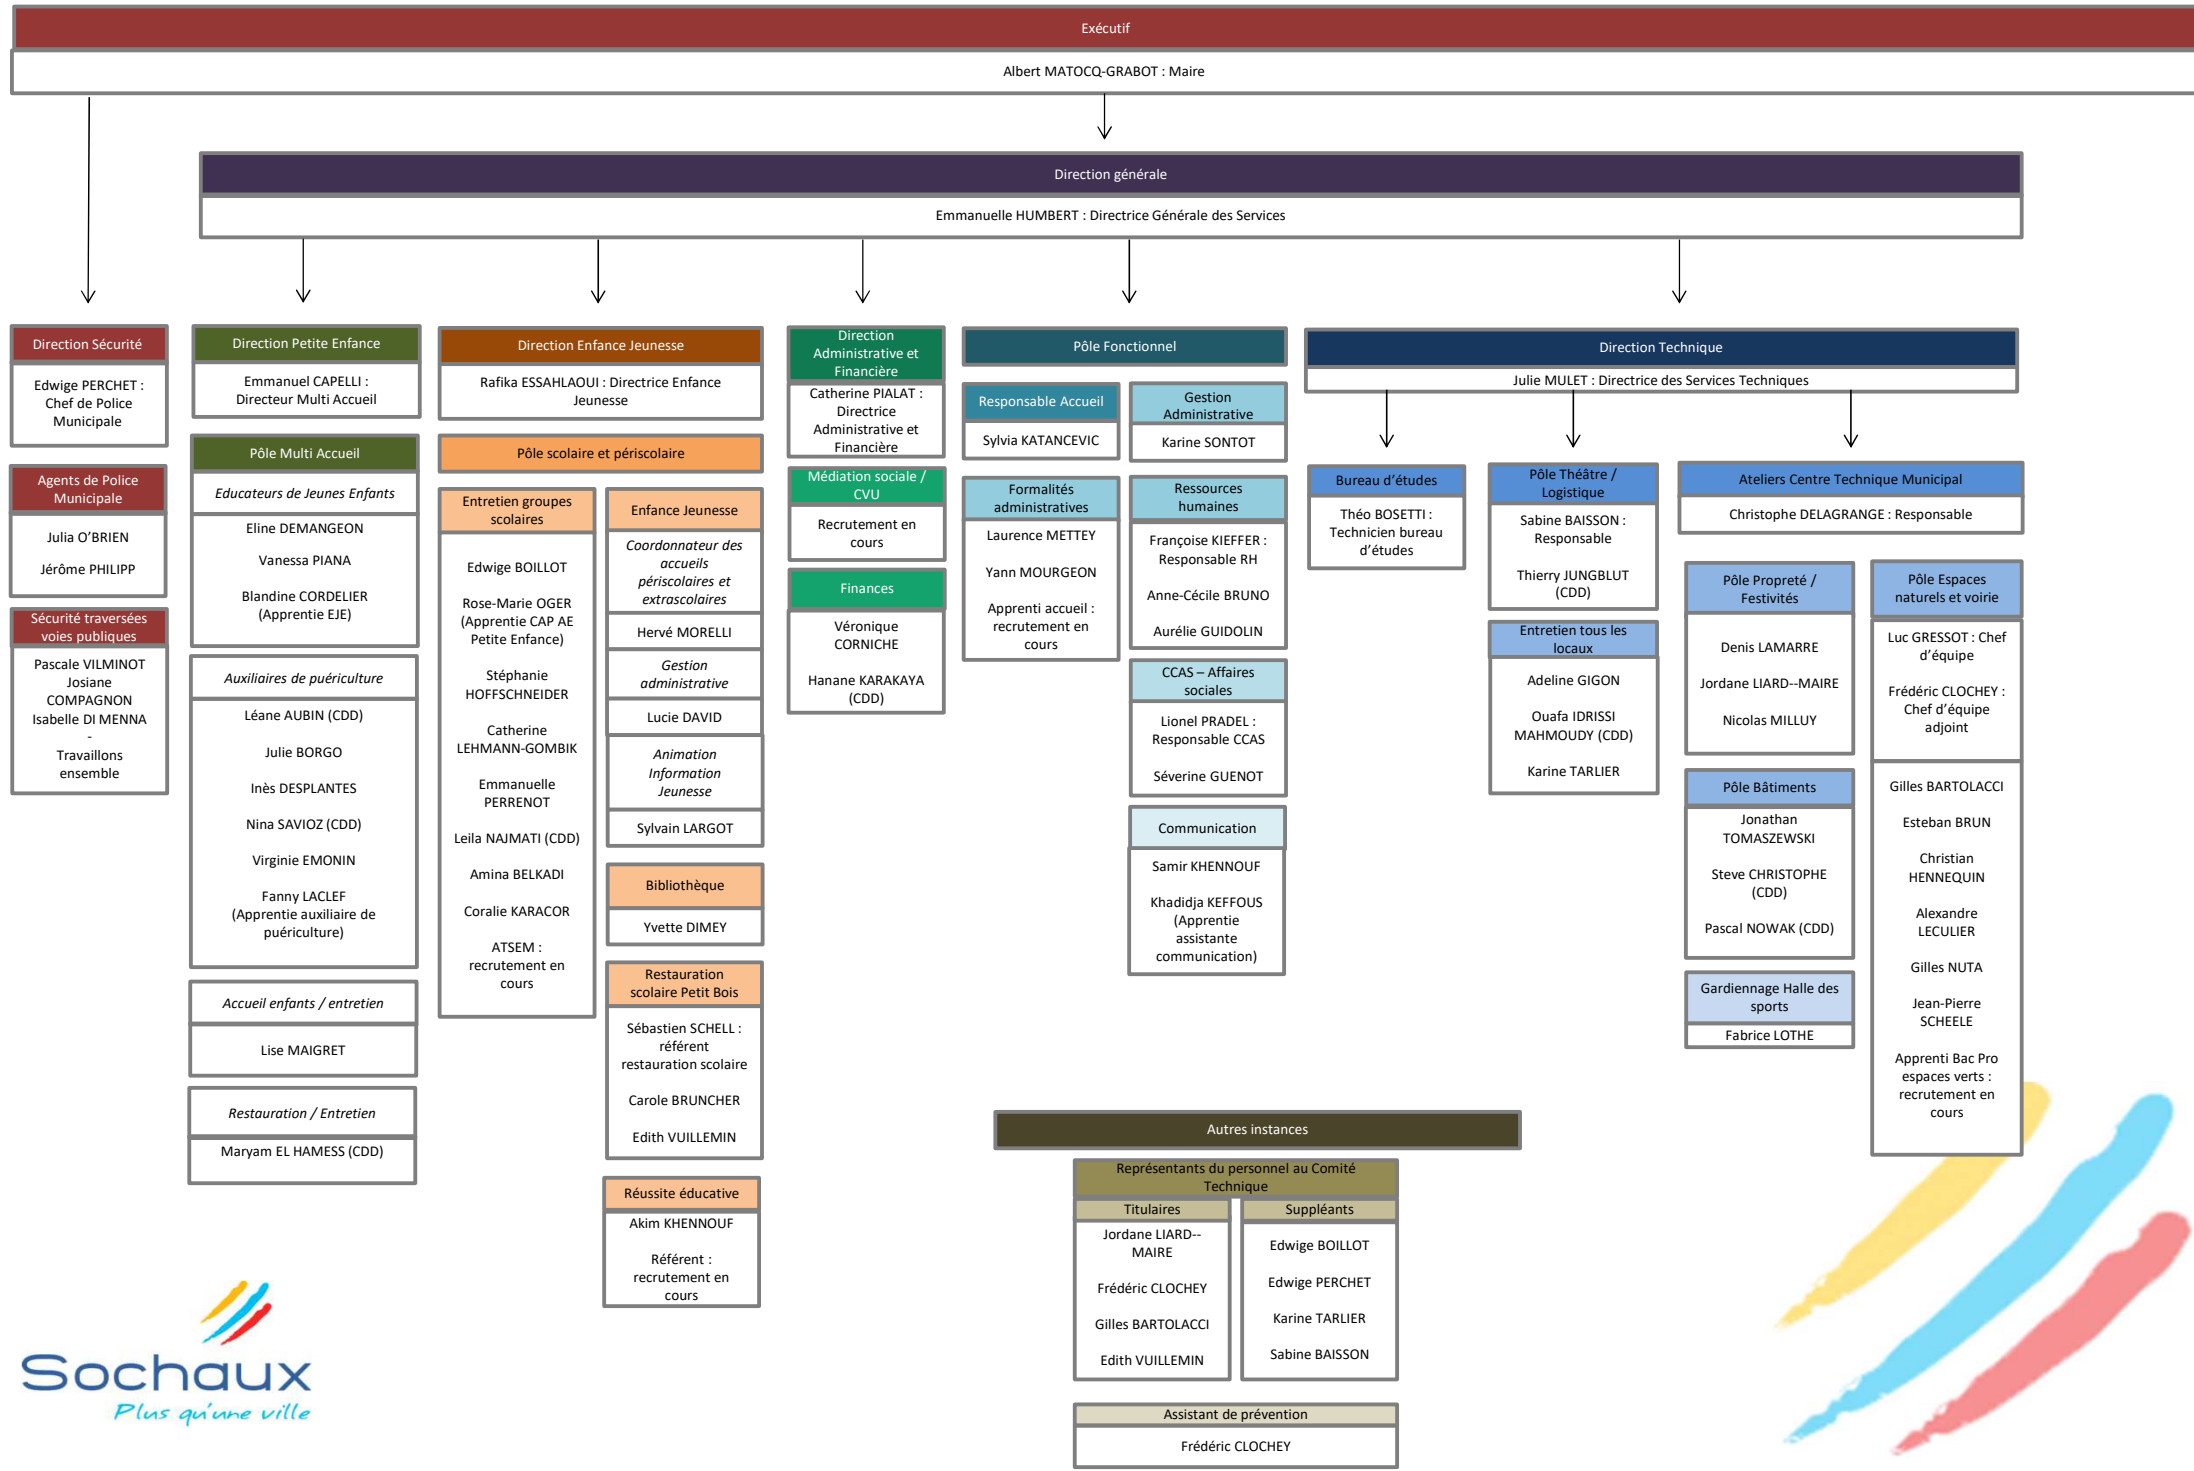 Exécutif
Albert MATOCQ-GRABOT : Maire
Direction générale
Emmanuelle HUMBERT : Directrice Générale des Services
Direction Sécurité
Edwige PERCHET :
Chef de Police
Municipale
Agents de Police
Municipale
Julia O’BRIEN
Jérôme PHILIPP
Sécurité traversées
voies publiques
Pascale VILMINOT
Josiane
COMPAGNON
Isabelle DI MENNA
-
Travaillons
ensemble
Direction Petite Enfance
Emmanuel CAPELLI :
Directeur Multi Accueil
Pôle Multi Accueil
Educateurs de Jeunes Enfants
Eline DEMANGEON
Vanessa PIANA
Blandine CORDELIER
(Apprentie EJE)
Auxiliaires de puériculture
Léane AUBIN (CDD)
Julie BORGO
Inès DESPLANTES
Nina SAVIOZ (CDD)
Virginie EMONIN
Fanny LACLEF
(Apprentie auxiliaire de
puériculture)
Accueil enfants / entretien
Lise MAIGRET
Restauration / Entretien
Maryam EL HAMESS (CDD)
Direction Enfance Jeunesse
Rafika ESSAHLAOUI : Directrice Enfance
Jeunesse
Pôle scolaire et périscolaire
Entretien groupes
scolaires
Edwige BOILLOT
Rose-Marie OGER
(Apprentie CAP AE
Petite Enfance)
Stéphanie
HOFFSCHNEIDER
Catherine
LEHMANN-GOMBIK
Emmanuelle
PERRENOT
Leila NAJMATI (CDD)
Amina BELKADI
Coralie KARACOR
ATSEM :
recrutement en
cours
Enfance Jeunesse
Coordonnateur des
accueils
périscolaires et
extrascolaires
Hervé MORELLI
Gestion
administrative
Lucie DAVID
Animation
Information
Jeunesse
Sylvain LARGOT
Bibliothèque
Yvette DIMEY
Restauration
scolaire Petit Bois
Sébastien SCHELL :
référent
restauration scolaire
Carole BRUNCHER
Edith VUILLEMIN
Réussite éducative
Akim KHENNOUF
Référent :
recrutement en
cours
Direction
Administrative et
Financière
Catherine PIALAT :
Directrice
Administrative et
Financière
Médiation sociale /
CVU
Recrutement en
cours
Finances
Véronique
CORNICHE
Hanane KARAKAYA
(CDD)
Pôle Fonctionnel
Responsable Accueil
Sylvia KATANCEVIC
Formalités
administratives
Laurence METTEY
Yann MOURGEON
Apprenti accueil :
recrutement en
cours
Gestion
Administrative
Karine SONTOT
Ressources
humaines
Françoise KIEFFER :
Responsable RH
Anne-Cécile BRUNO
Aurélie GUIDOLIN
CCAS – Affaires
sociales
Lionel PRADEL :
Responsable CCAS
Séverine GUENOT
Communication
Samir KHENNOUF
Khadidja KEFFOUS
(Apprentie
assistante
communication)
Direction Technique
Julie MULET : Directrice des Services Techniques
Bureau d’études
Théo BOSETTI :
Technicien bureau
d’études
Pôle Théâtre /
Logistique
Sabine BAISSON :
Responsable
Thierry JUNGBLUT
(CDD)
Entretien tous les
locaux
Adeline GIGON
Ouafa IDRISSI
MAHMOUDY (CDD)
Karine TARLIER
Ateliers Centre Technique Municipal
Christophe DELAGRANGE : Responsable
Pôle Propreté /
Festivités
Denis LAMARRE
Jordane LIARD--MAIRE
Nicolas MILLUY
Pôle Bâtiments
Jonathan
TOMASZEWSKI
Steve CHRISTOPHE
(CDD)
Pascal NOWAK (CDD)
Gardiennage Halle des
sports
Fabrice LOTHE
Pôle Espaces
naturels et voirie
Luc GRESSOT : Chef
d’équipe
Frédéric CLOCHEY :
Chef d’équipe
adjoint
Gilles BARTOLACCI
Esteban BRUN
Christian
HENNEQUIN
Alexandre
LECULIER
Gilles NUTA
Jean-Pierre
SCHEELE
Apprenti Bac Pro
espaces verts :
recrutement en
cours
Autres instances
Représentants du personnel au Comité
Technique
Titulaires
Jordane LIARD--
MAIRE
Frédéric CLOCHEY
Gilles BARTOLACCI
Edith VUILLEMIN
Suppléants
Edwige BOILLOT
Edwige PERCHET
Karine TARLIER
Sabine BAISSON
Assistant de prévention
Frédéric CLOCHEY
Sochaux
Plus qu'une ville